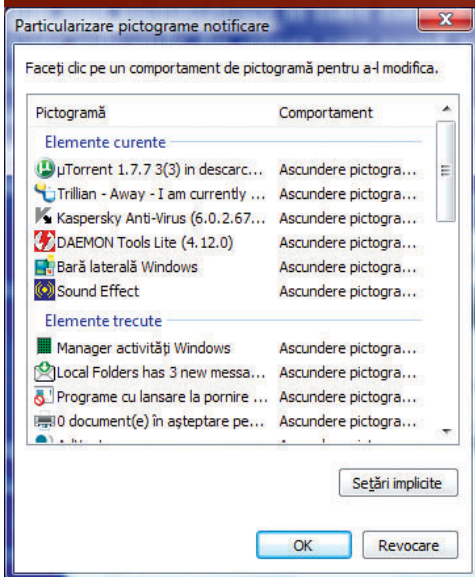 Particularizare pictograme notificare
Faceți clic pe un comportament de pictogramă pentru a-l modifica.
Pictogramă Comportament
Elemente curente
µTorrent 1.7.7 3(3) in descarc... Ascundere pictogra...
Trillian - Away - I am currently ... Ascundere pictogra...
Kaspersky Anti-Virus (6.0.2.67... Ascundere pictogra...
DAEMON Tools Lite (4.12.0) Ascundere pictogra...
Bară laterală Windows Ascundere pictogra...
Sound Effect Ascundere pictogra...
Elemente trecute
Manager activități Windows Ascundere pictogra...
Local Folders has 3 new messa... Ascundere pictogra...
Programe cu lansare la pornire ... Ascundere pictogra...
0 document(e) în așteptare pe... Ascundere pictogra...
Setări implicite
OK Revocare